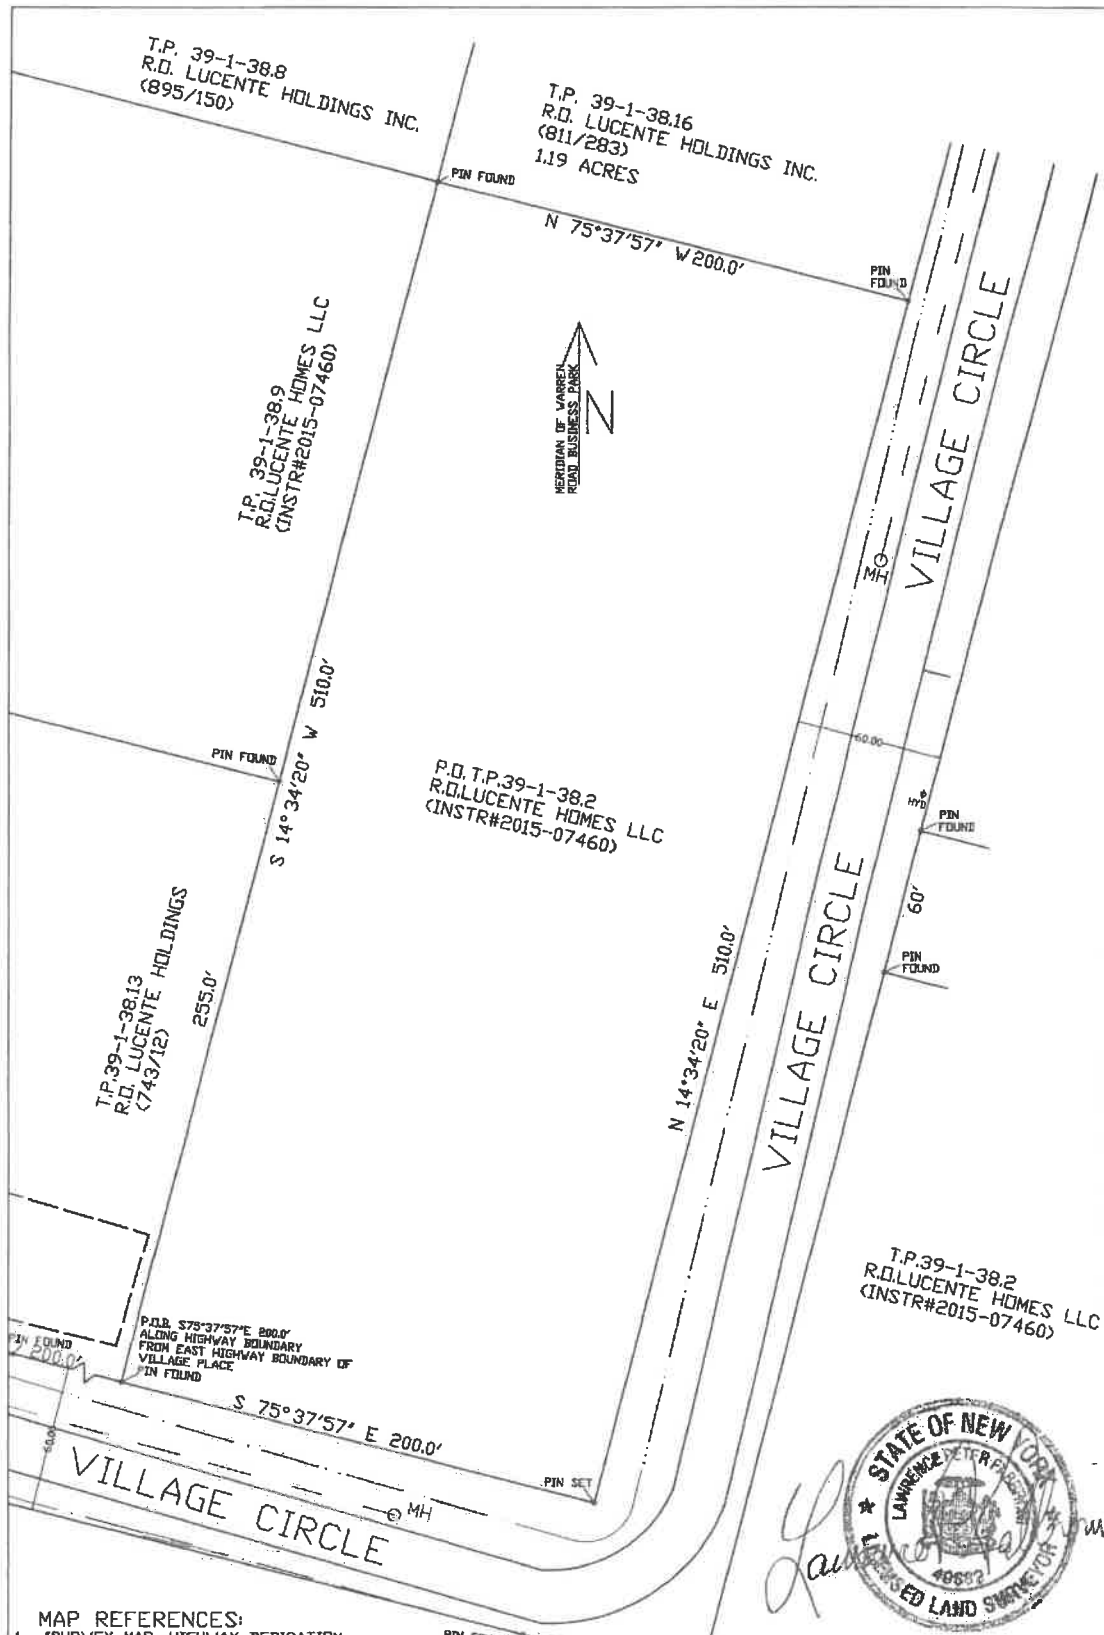 T.P. 39-1-38.8
R.O. LUCENTE HOLDINGS INC.
(895/150)
T.P. 39-1-38.16
R.O. LUCENTE HOLDINGS INC.
(811/283)
1.19 ACRES
PIN FOUND
N 75°37'57" W 200.0'
PIN
FOUND
T.P. 39-1-38.9
R.O.LUCENTE HOMES LLC
(INSTR#2015-07460)
MERIDIAN OF WARREN
ROAD BUSINESS PARK
N
VILLAGE CIRCLE
MH
S 14°34'20" W 510.0'
PIN FOUND
P.O. T.P.39-1-38.2
R.O.LUCENTE HOMES LLC
(INSTR#2015-07460)
60.00
HYD
PIN
FOUND
60'
PIN
FOUND
VILLAGE CIRCLE
N 14°34'20" E 510.0'
T.P.39-1-38.13
R.O. LUCENTE HOLDINGS
(743/12)
255.0'
T.P.39-1-38.2
R.O.LUCENTE HOMES LLC
(INSTR#2015-07460)
P.O.B. S75°37'57"E 200.0'
ALONG HIGHWAY BOUNDARY
FROM EAST HIGHWAY BOUNDARY OF
VILLAGE PLACE
PIN FOUND
PIN FOUND
200.0'
S 75°37'57" E 200.0'
60.00
PIN SET
MH
VILLAGE CIRCLE
STATE OF NEW YORK
LAWRENCE PETER
LICENSED LAND SURVEYOR
MAP REFERENCES: